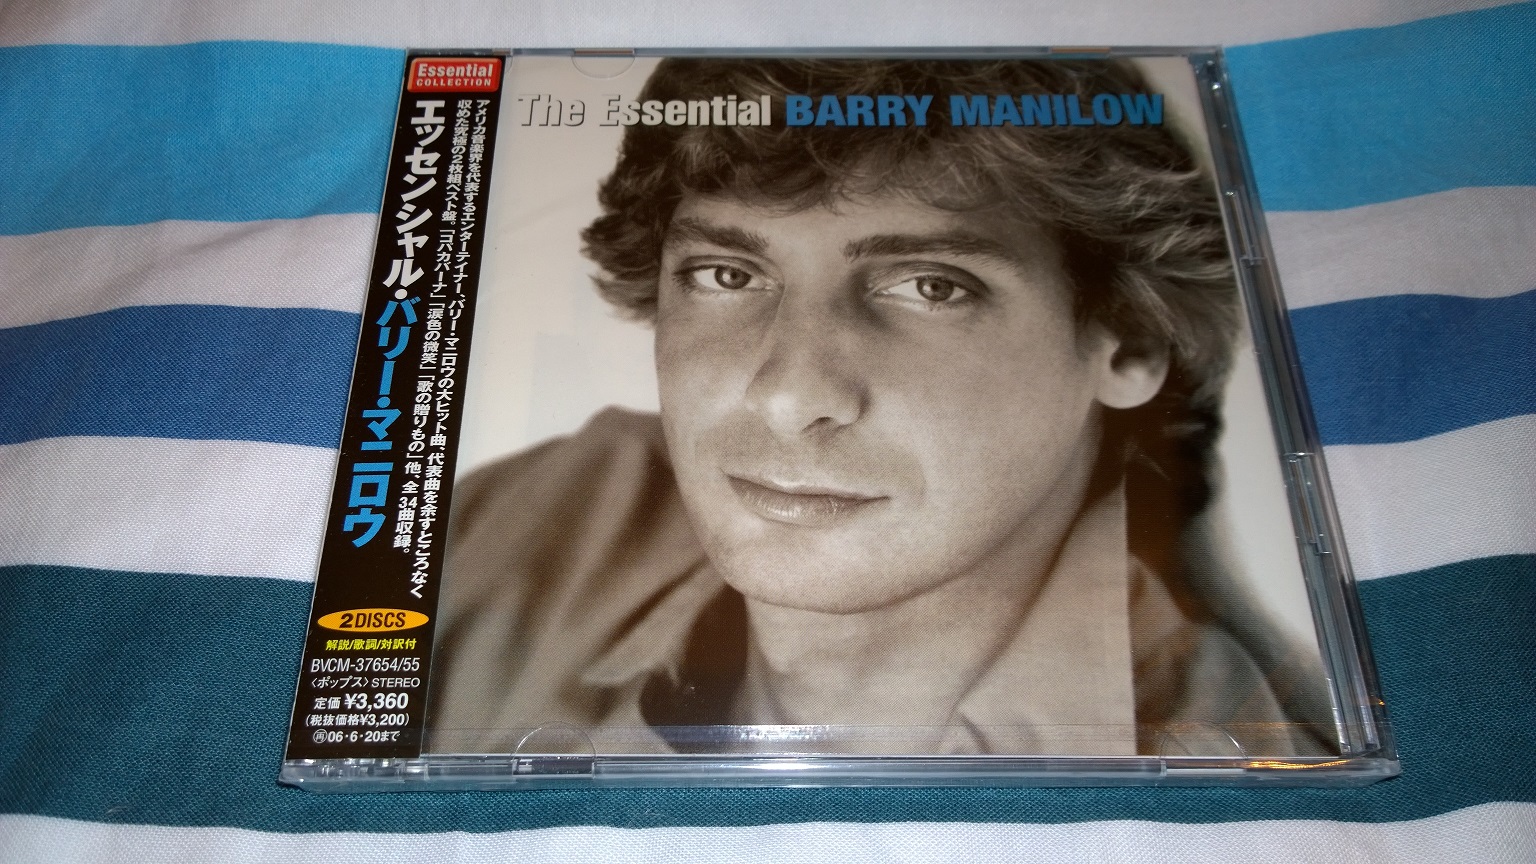 Essential
COLLECTION
エッセンシャル・バリー・マニロウ
アメリカ音楽界を代表するエンターテイナー、バリー・マニロウの大ヒット曲、代表曲を余すところなく
収めた究極の2枚組ベスト盤。「コパカバーナ」「涙色の微笑」「歌の贈りもの」他、全34曲収録。
2DISCS
解説/歌詞/対訳付
BVCM-37654/55
〈ポップス〉STEREO
定価 ¥3,360
(税抜価格¥3,200)
㊢06・6・20まで
The Essential BARRY MANILOW